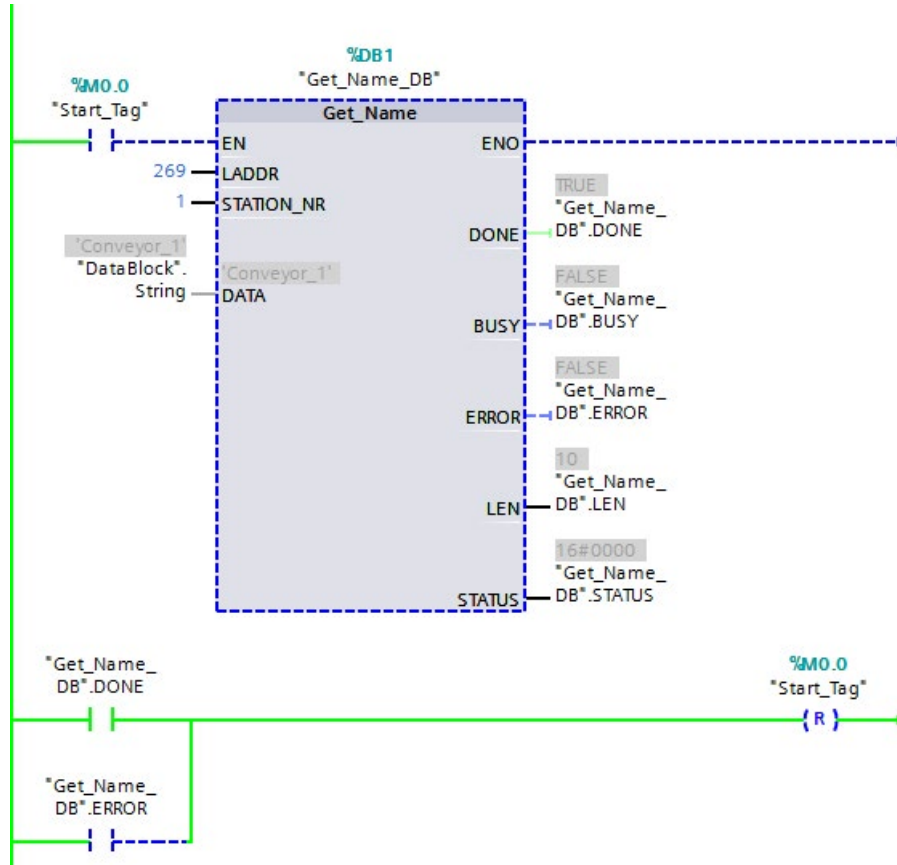 %DB1
"Get_Name_DB"
%M0.0
"Start_Tag"
Get_Name
EN
ENO
269
LADDR
1
STATION_NR
TRUE
"Get_Name_
DB".DONE
DONE
'Conveyor_1'
"DataBlock".
String
'Conveyor_1'
DATA
FALSE
"Get_Name_
DB".BUSY
BUSY
FALSE
"Get_Name_
DB".ERROR
ERROR
10
"Get_Name_
DB".LEN
LEN
16#0000
"Get_Name_
DB".STATUS
STATUS
"Get_Name_
DB".DONE
%M0.0
"Start_Tag"
R
"Get_Name_
DB".ERROR